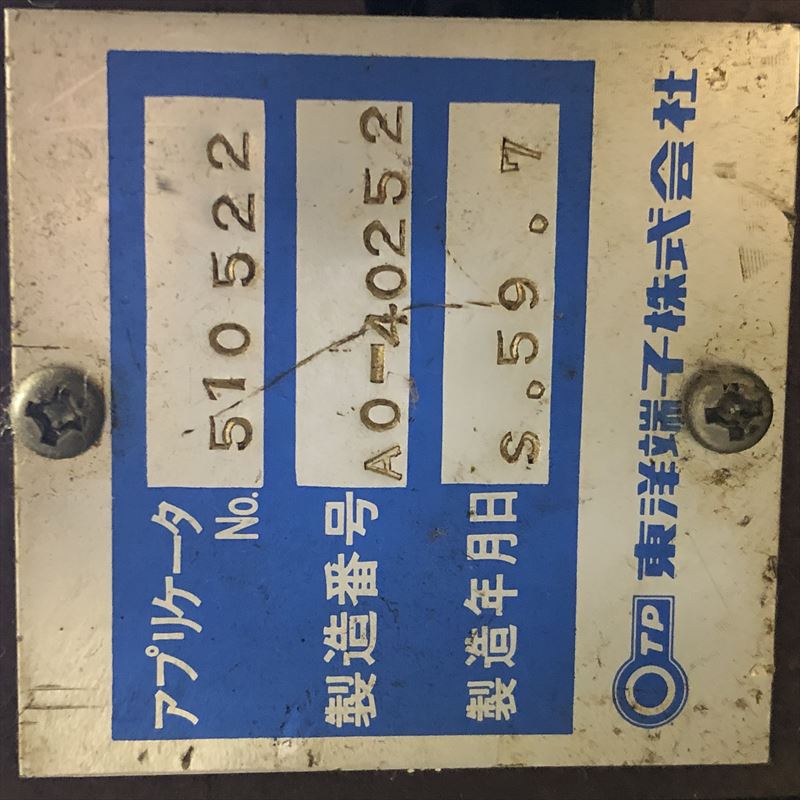 アプリケータ No. 510522
製造番号 A0-40252
製造年月日 S.59.7
TP 東洋端子株式会社